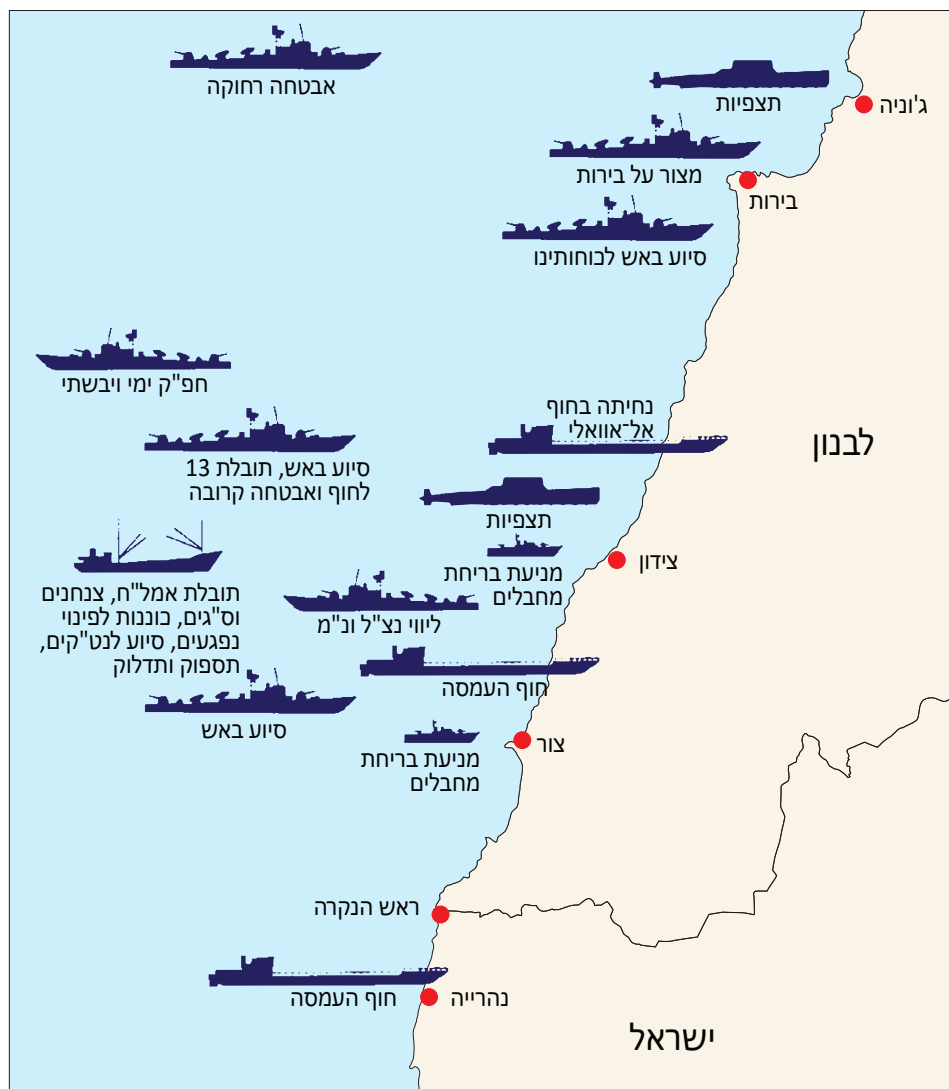 אבטחה רחוקה
תצפיות
ג'וניה
מצור על בירות
בירות
סיוע באש לכוחותינו
חפ"ק ימי ויבשתי
נחיתה בחוף
אל־אוואלי
לבנון
סיוע באש, תובלת 13
לחוף ואבטחה קרובה
תצפיות
צידון
מניעת בריחת
מחבלים
תובלת אמל"ח, צנחנים
וס"גים, כוננות לפינוי
נפגעים, סיוע לנט"קים,
תספוק ותדלוק
ליווי נצ"ל ונ"מ
חוף העמסה
סיוע באש
צור
מניעת בריחת
מחבלים
ראש הנקרה
חוף העמסה
נהרייה
ישראל